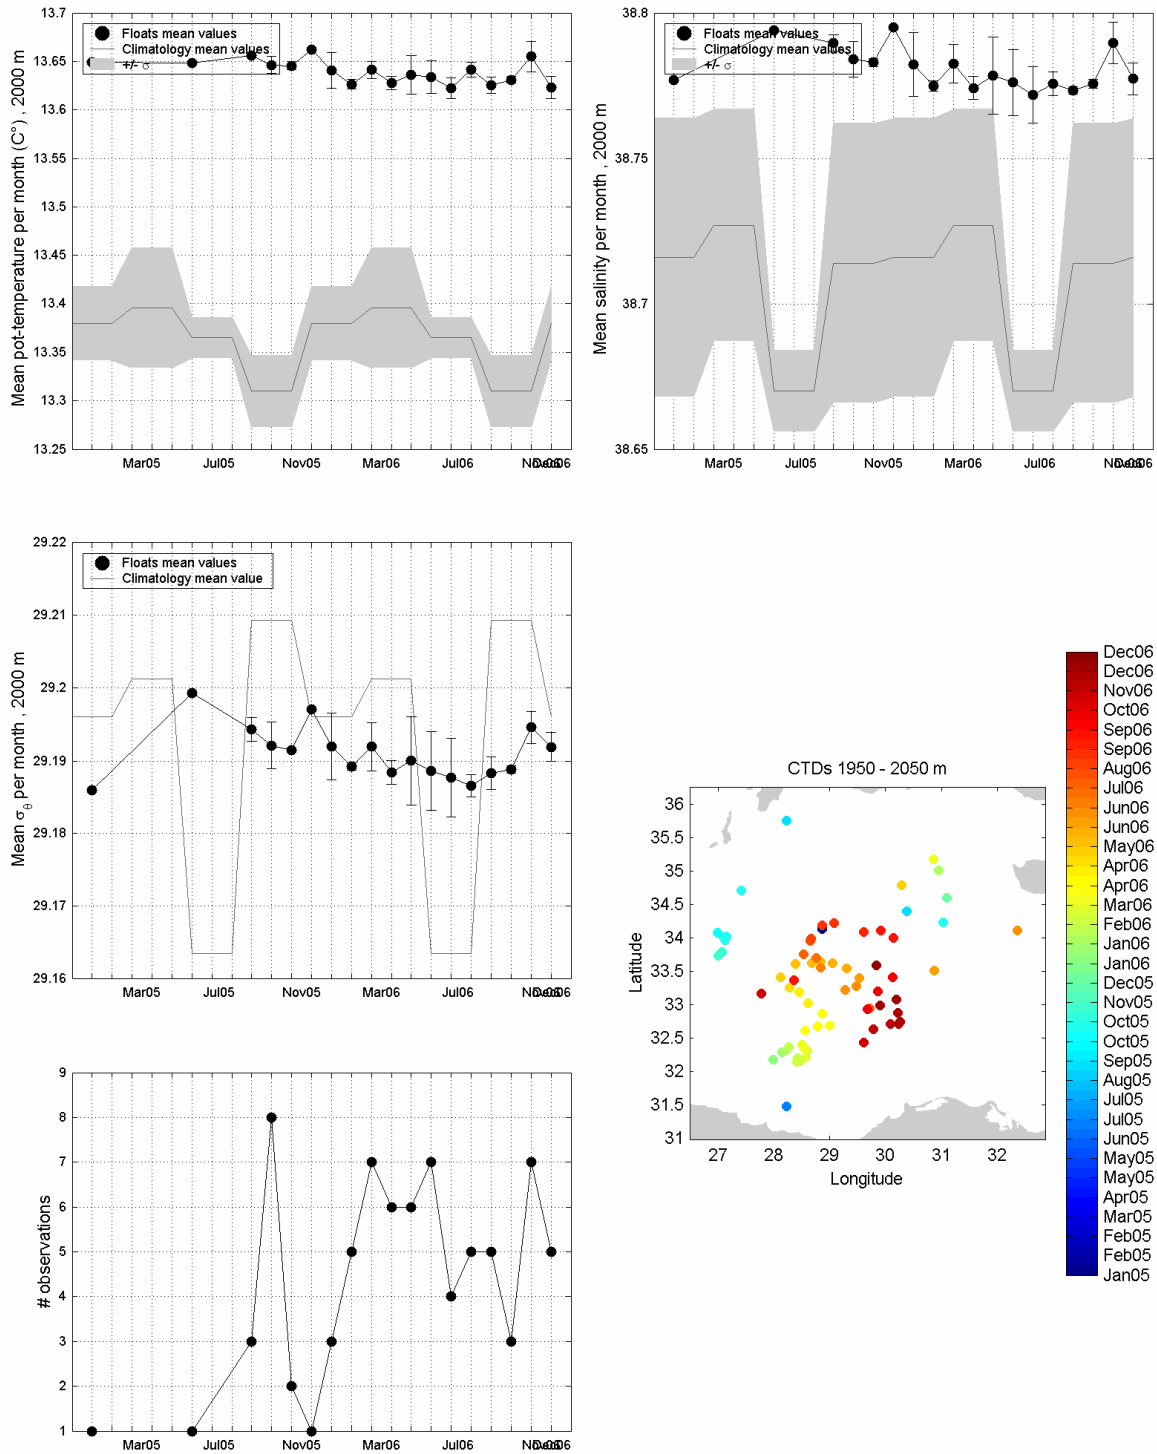 13.7
13.65
13.6
13.55
13.5
13.45
13.4
13.35
13.3
13.25
Mean pot-temperature per month (C°) , 2000 m
Floats mean values
Climatology mean values
+/- σ
Mar05
Jul05
Nov05
Mar06
Jul06
Nov06
Dec06
38.8
38.75
38.7
38.65
Mean salinity per month , 2000 m
Floats mean values
Climatology mean values
+/- σ
Mar05
Jul05
Nov05
Mar06
Jul06
Nov06
Dec06
29.22
29.21
29.2
29.19
29.18
29.17
29.16
Mean σθ per month , 2000 m
Floats mean values
Climatology mean value
Mar05
Jul05
Nov05
Mar06
Jul06
Nov06
Dec06
9
8
7
6
5
4
3
2
1
# observations
Mar05
Jul05
Nov05
Mar06
Jul06
Nov06
Dec06
CTDs 1950 - 2050 m
36
35.5
35
34.5
34
33.5
33
32.5
32
31.5
31
Latitude
27
28
29
30
31
32
Longitude
Dec06
Dec06
Nov06
Oct06
Sep06
Sep06
Aug06
Jul06
Jun06
Jun06
May06
Apr06
Apr06
Mar06
Feb06
Jan06
Jan06
Dec05
Nov05
Oct05
Oct05
Sep05
Aug05
Jul05
Jul05
Jun05
May05
May05
Apr05
Mar05
Feb05
Feb05
Jan05